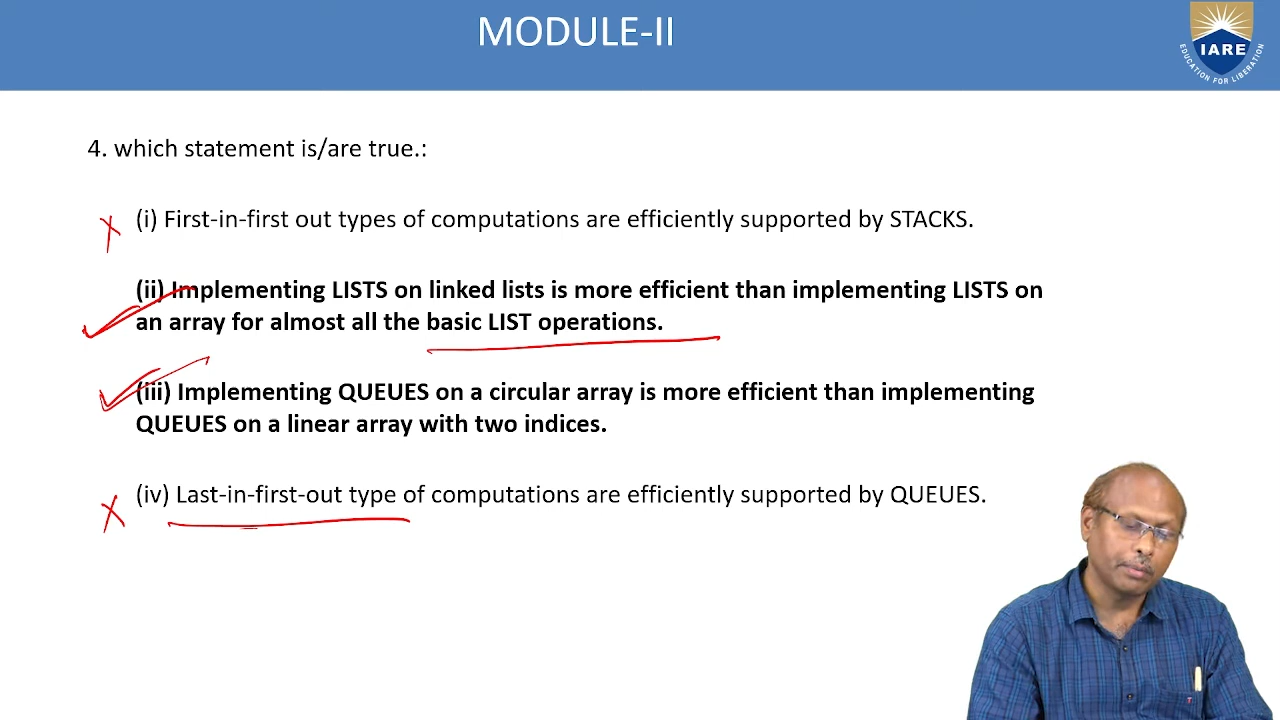 MODULE-II
IARE
EDUCATION FOR LIBERATION
4. which statement is/are true.:
(i) First-in-first out types of computations are efficiently supported by STACKS.
(ii) Implementing LISTS on linked lists is more efficient than implementing LISTS on
an array for almost all the basic LIST operations.
(iii) Implementing QUEUES on a circular array is more efficient than implementing
QUEUES on a linear array with two indices.
(iv) Last-in-first-out type of computations are efficiently supported by QUEUES.